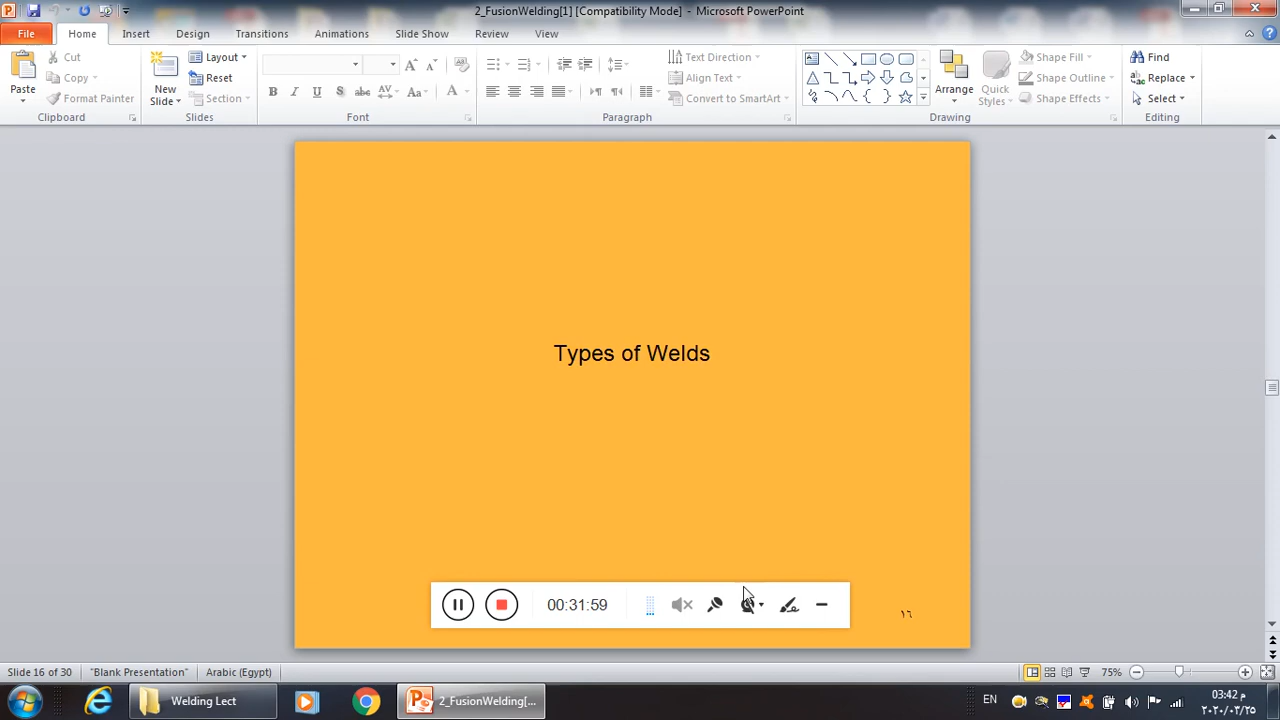 2_FusionWelding[1] [Compatibility Mode] - Microsoft PowerPoint
File Home Insert Design Transitions Animations Slide Show Review View
Paste
Cut
Copy
Format Painter
Clipboard
New
Slide
Layout
Reset
Section
Slides
Font
Text Direction
Align Text
Convert to SmartArt
Paragraph
Arrange
Quick
Styles
Shape Fill
Shape Outline
Shape Effects
Drawing
Find
Replace
Select
Editing
Types of Welds
00:31:59
١٦
Slide 16 of 30 "Blank Presentation" Arabic (Egypt) 75%
Welding Lect
2_FusionWelding[...
EN
03:42 م
٢٠٢٠/٠٣/٢٥